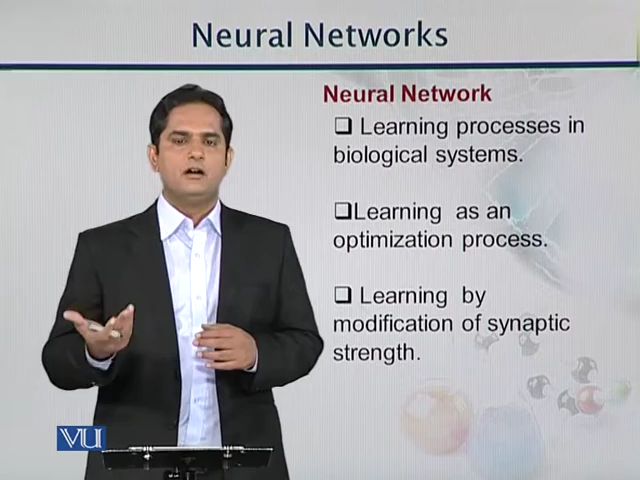 Neural Networks
Neural Network
❑ Learning processes in
biological systems.
❑Learning as an
optimization process.
❑ Learning by
modification of synaptic
strength.
VU